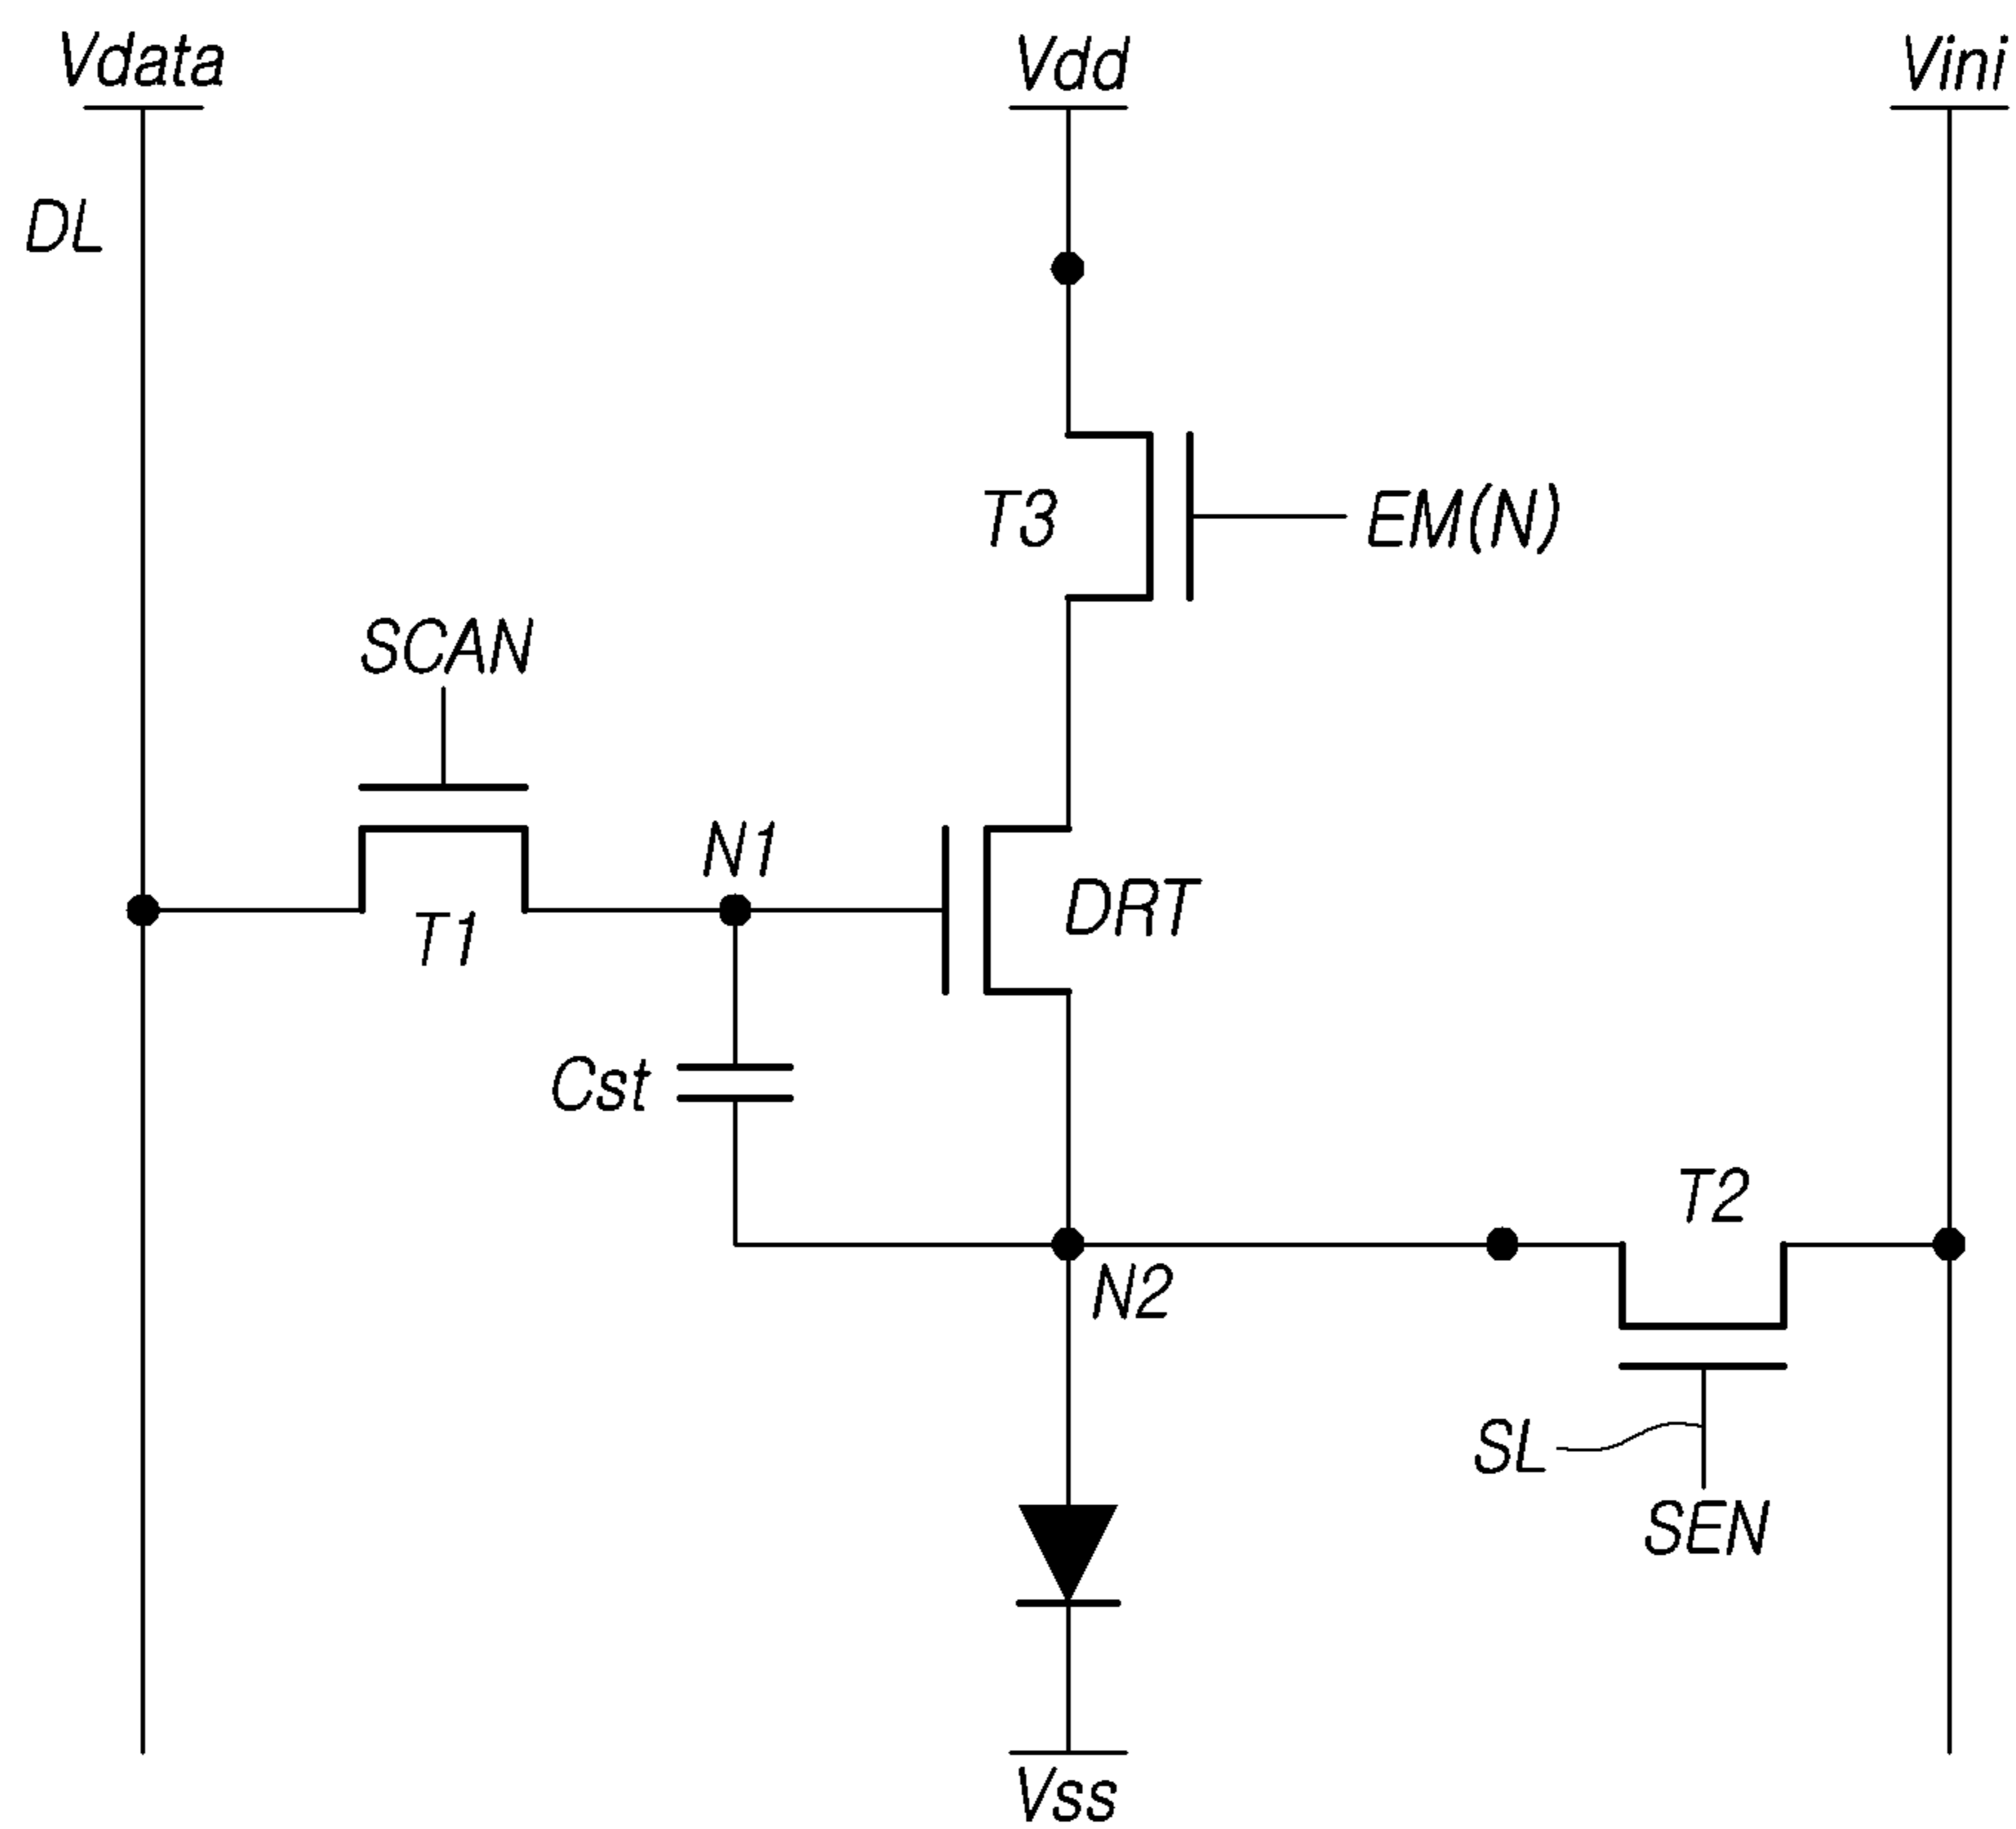 Vdata
Vdd
Vini
DL
T3
EM(N)
SCAN
N1
DRT
T1
Cst
T2
N2
SL
SEN
Vss